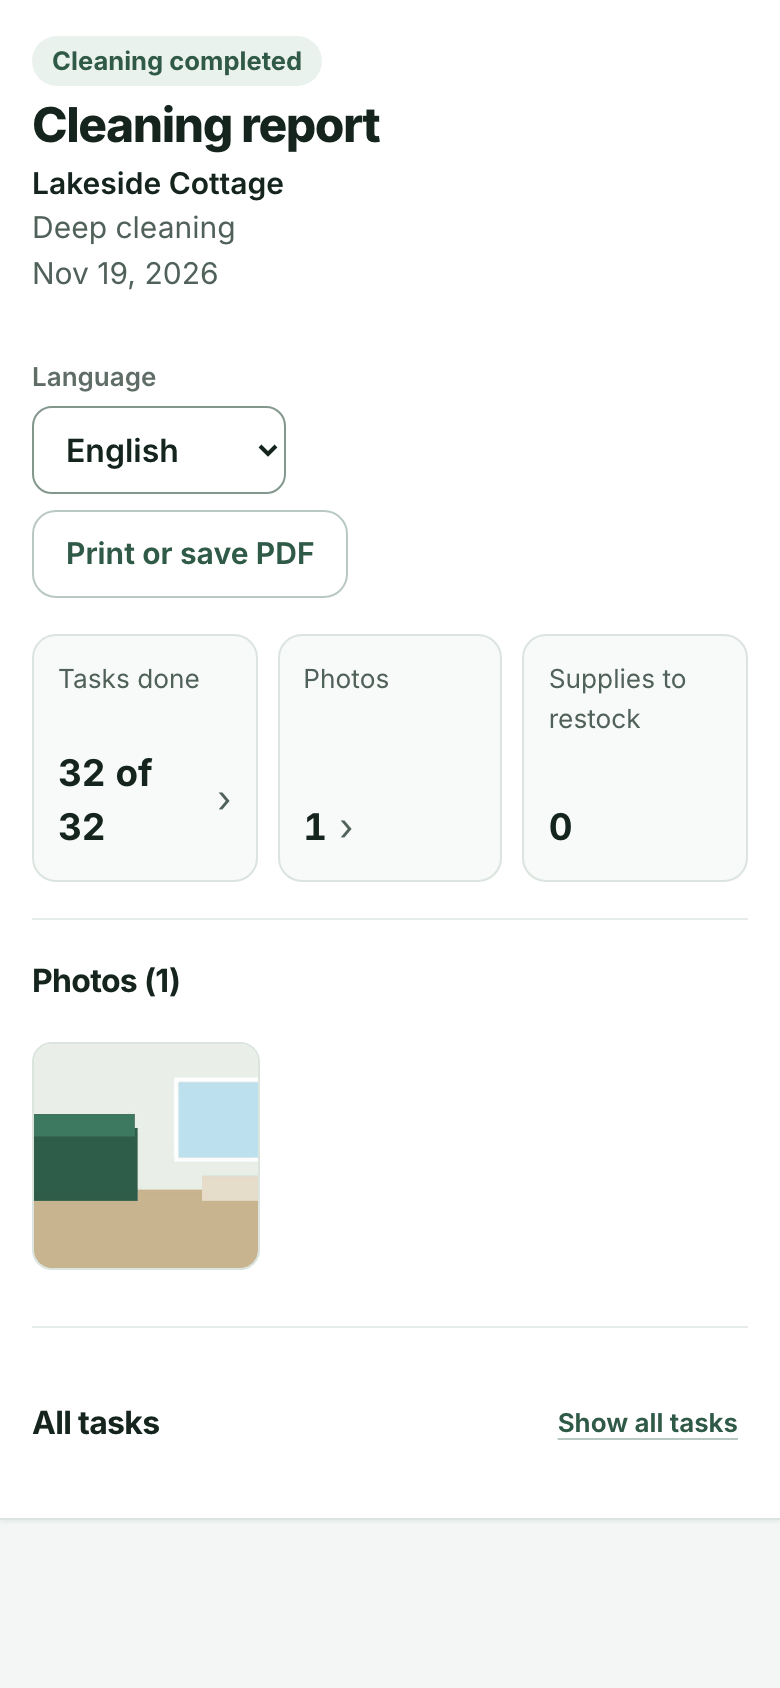 Cleaning completed
Cleaning report
Lakeside Cottage
Deep cleaning
Nov 19, 2026
Language
English
Print or save PDF
Tasks done
32 of
32
Photos
1
Supplies to
restock
0
Photos (1)
All tasks
Show all tasks